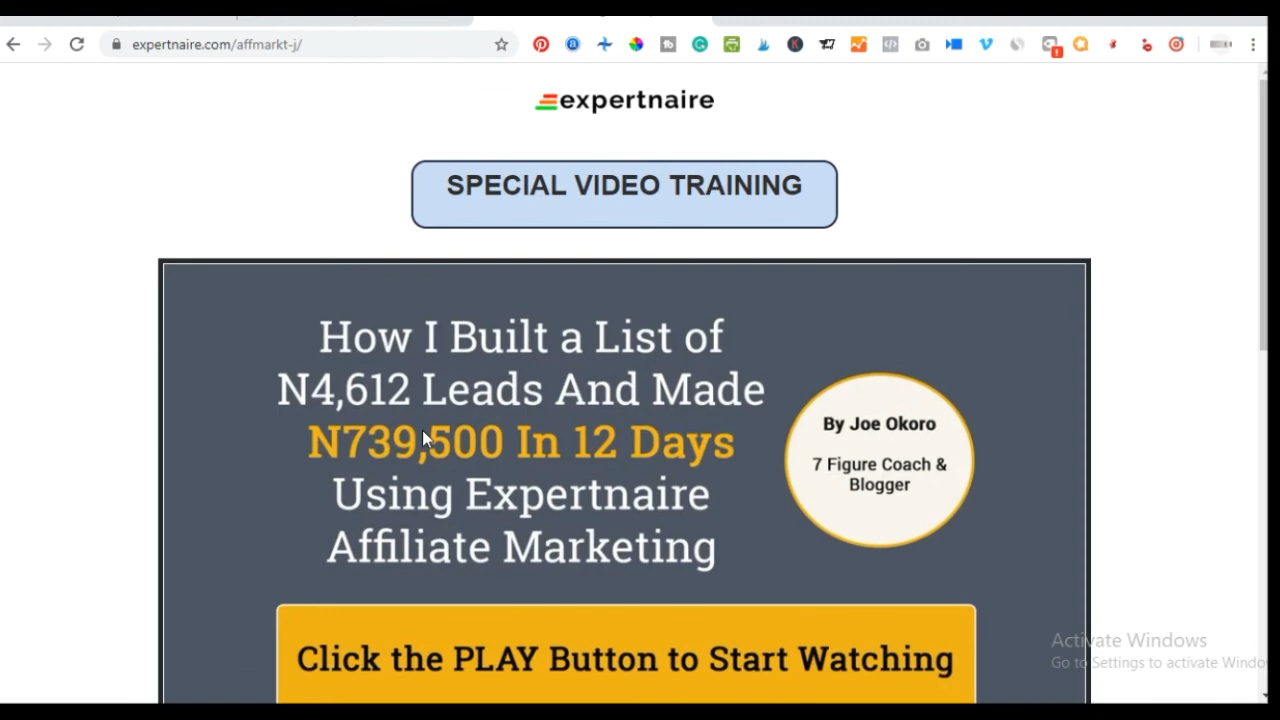 expertnaire.com/affmarkt-j/
expertnaire
SPECIAL VIDEO TRAINING
How I Built a List of
N4,612 Leads And Made
N739,500 In 12 Days
Using Expertnaire
Affiliate Marketing
By Joe Okoro
7 Figure Coach &
Blogger
Click the PLAY Button to Start Watching
Activate Windows
Go to Settings to activate Windo